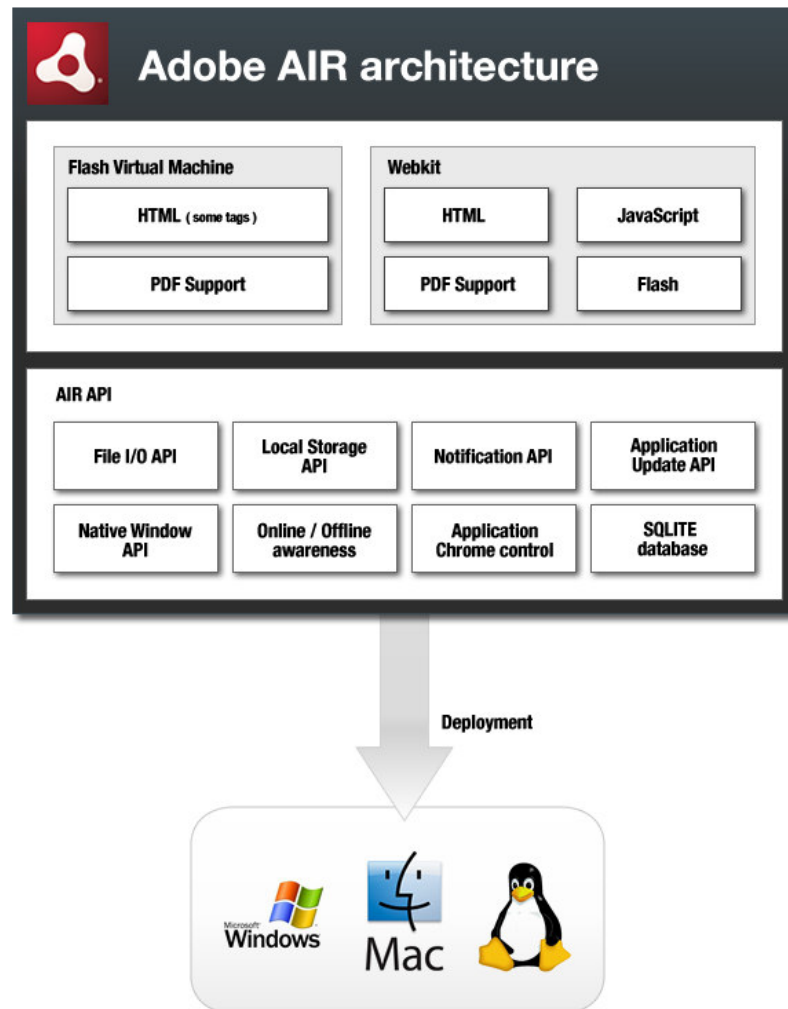 Adobe AIR architecture
Flash Virtual Machine
HTML ( some tags )
PDF Support
Webkit
HTML
JavaScript
PDF Support
Flash
AIR API
File I/O API
Local Storage
API
Notification API
Application
Update API
Native Window
API
Online / Offline
awareness
Application
Chrome control
SQLITE
database
Deployment
Microsoft
Windows
Mac